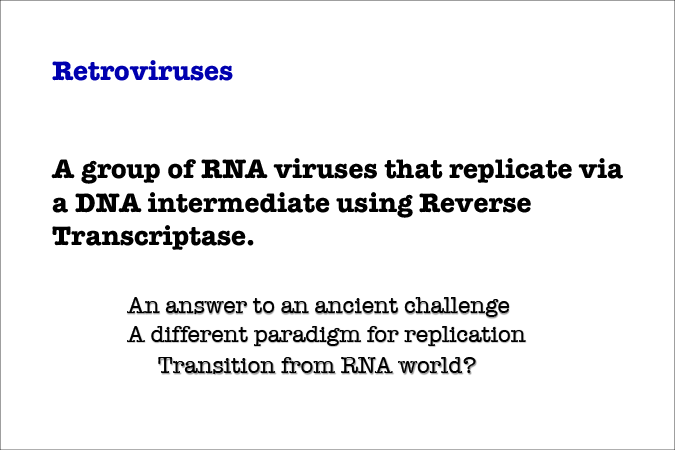 Retroviruses
A group of RNA viruses that replicate via
a DNA intermediate using Reverse
Transcriptase.
An answer to an ancient challenge
A different paradigm for replication
Transition from RNA world?